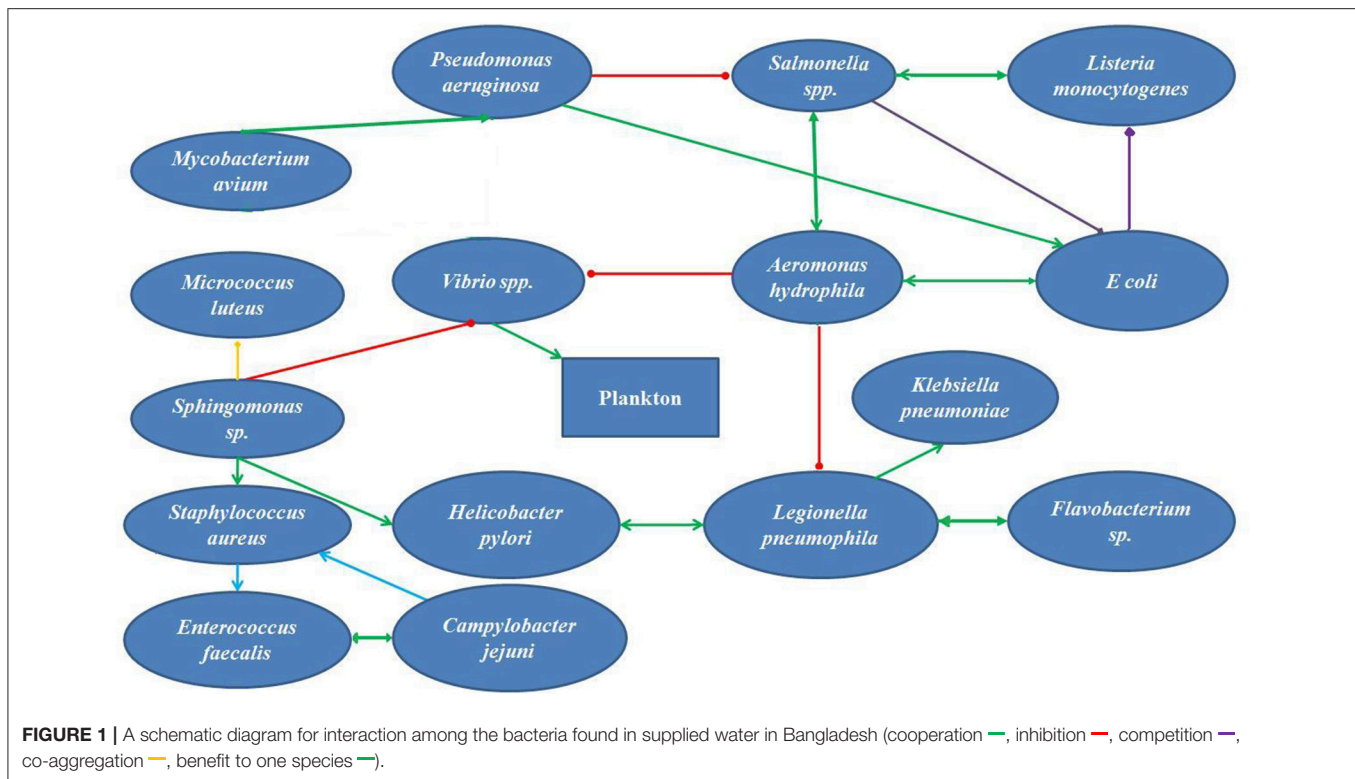 Pseudomonas
aeruginosa
Salmonella
spp.
Listeria
monocytogenes
Mycobacterium
avium
Micrococcus
luteus
Vibrio spp.
Aeromonas
hydrophila
E coli
Plankton
Klebsiella
pneumoniae
Sphingomonas
sp.
Staphylococcus
aureus
Helicobacter
pylori
Legionella
pneumophila
Flavobacterium
sp.
Enterococcus
faecalis
Campylobacter
jejuni
FIGURE 1 | A schematic diagram for interaction among the bacteria found in supplied water in Bangladesh (cooperation —, inhibition —, competition —,
co-aggregation —, benefit to one species —).